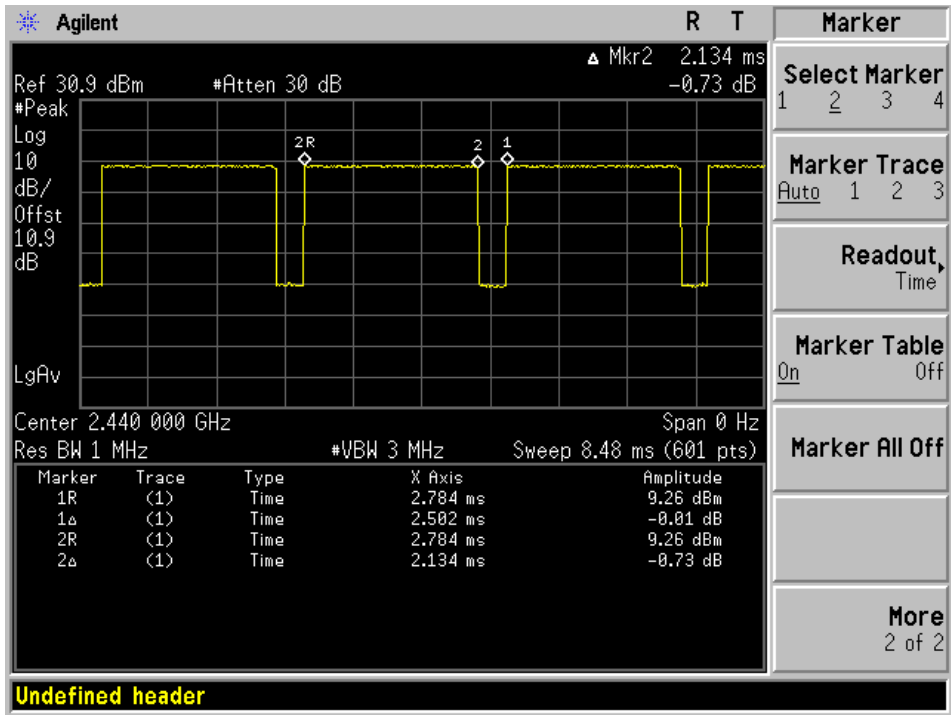 Agilent R T Marker
Δ Mkr2 2.134 ms
Ref 30.9 dBm #Atten 30 dB -0.73 dB
#Peak
Log
10
dB/
Offst
10.9
dB
2R 2 1
LgAv
Center 2.440 000 GHz Span 0 Hz
Res BW 1 MHz #VBW 3 MHz Sweep 8.48 ms (601 pts)
Marker Trace Type X Axis Amplitude
1R (1) Time 2.784 ms 9.26 dBm
1Δ (1) Time 2.502 ms -0.01 dB
2R (1) Time 2.784 ms 9.26 dBm
2Δ (1) Time 2.134 ms -0.73 dB
Undefined header
Select Marker
1 2 3 4
Marker Trace
Auto 1 2 3
Readout
Time
Marker Table
On Off
Marker All Off
More
2 of 2